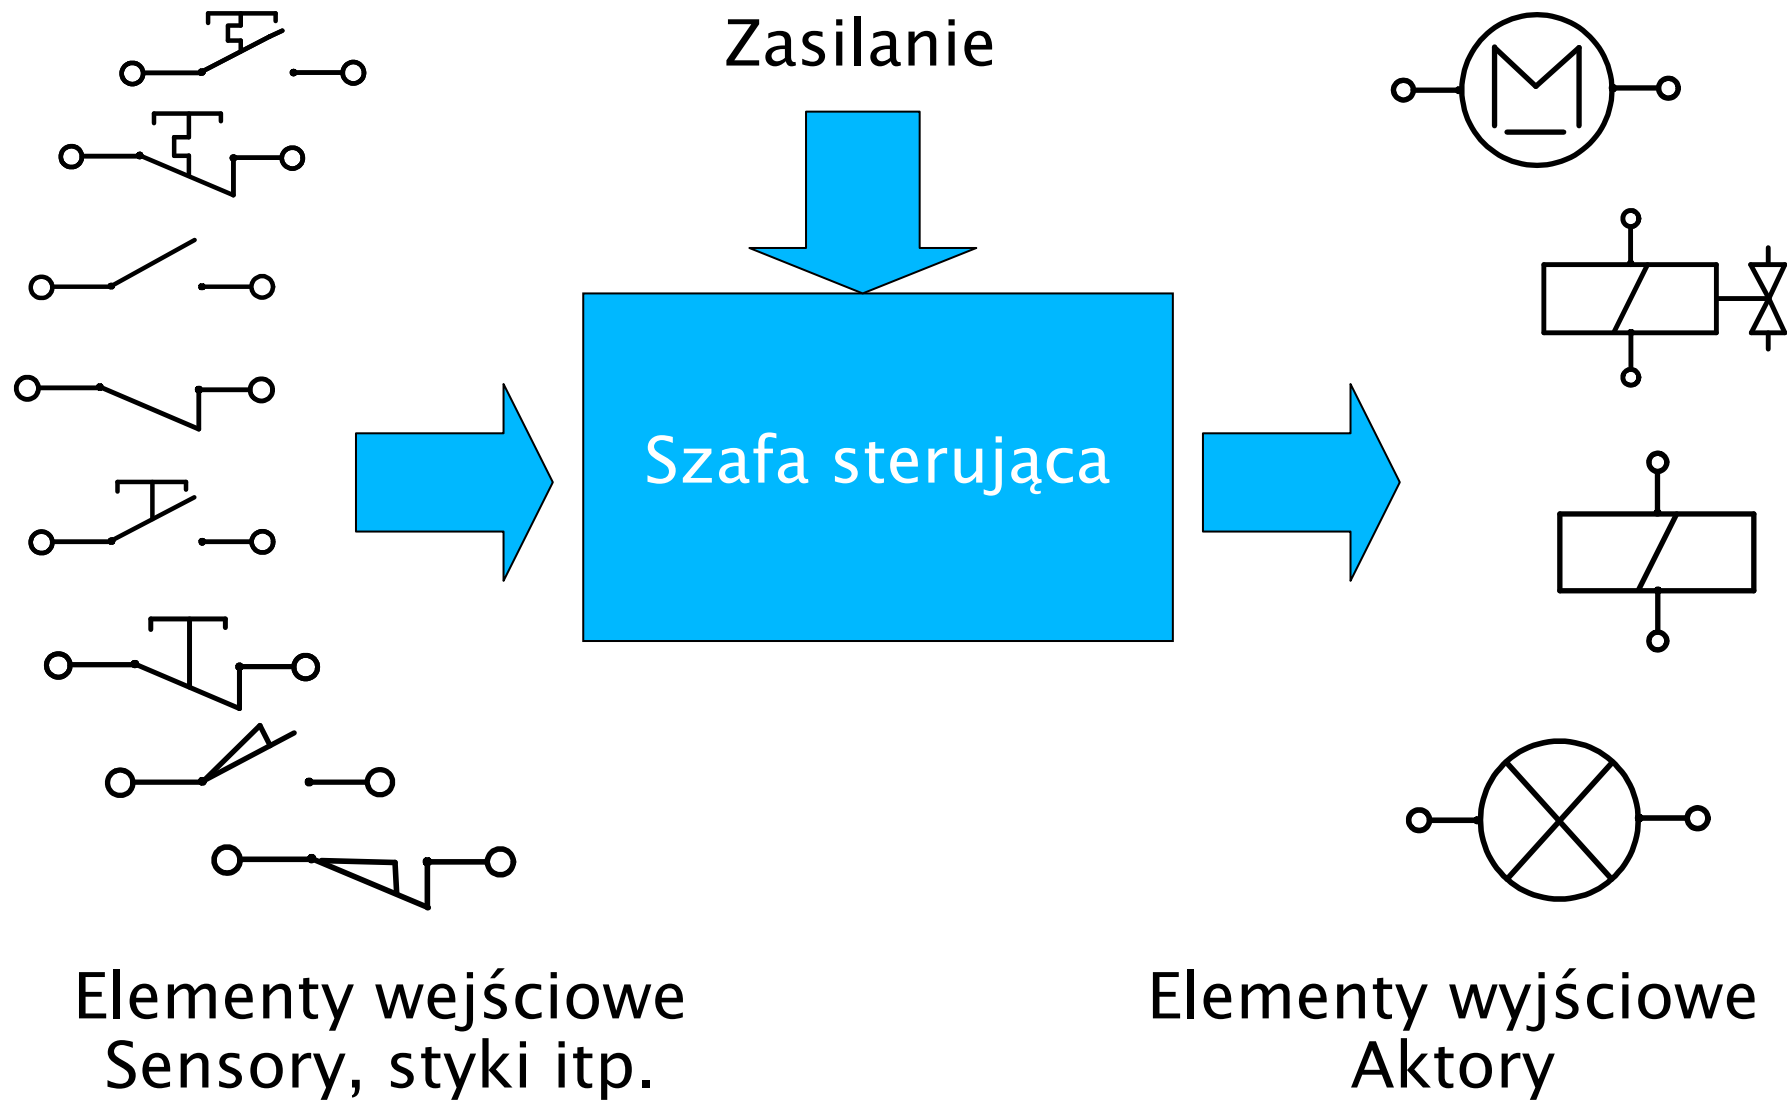 Zasilanie
M
Szafa sterująca
Elementy wejściowe
Sensory, styki itp.
Elementy wyjściowe
Aktory